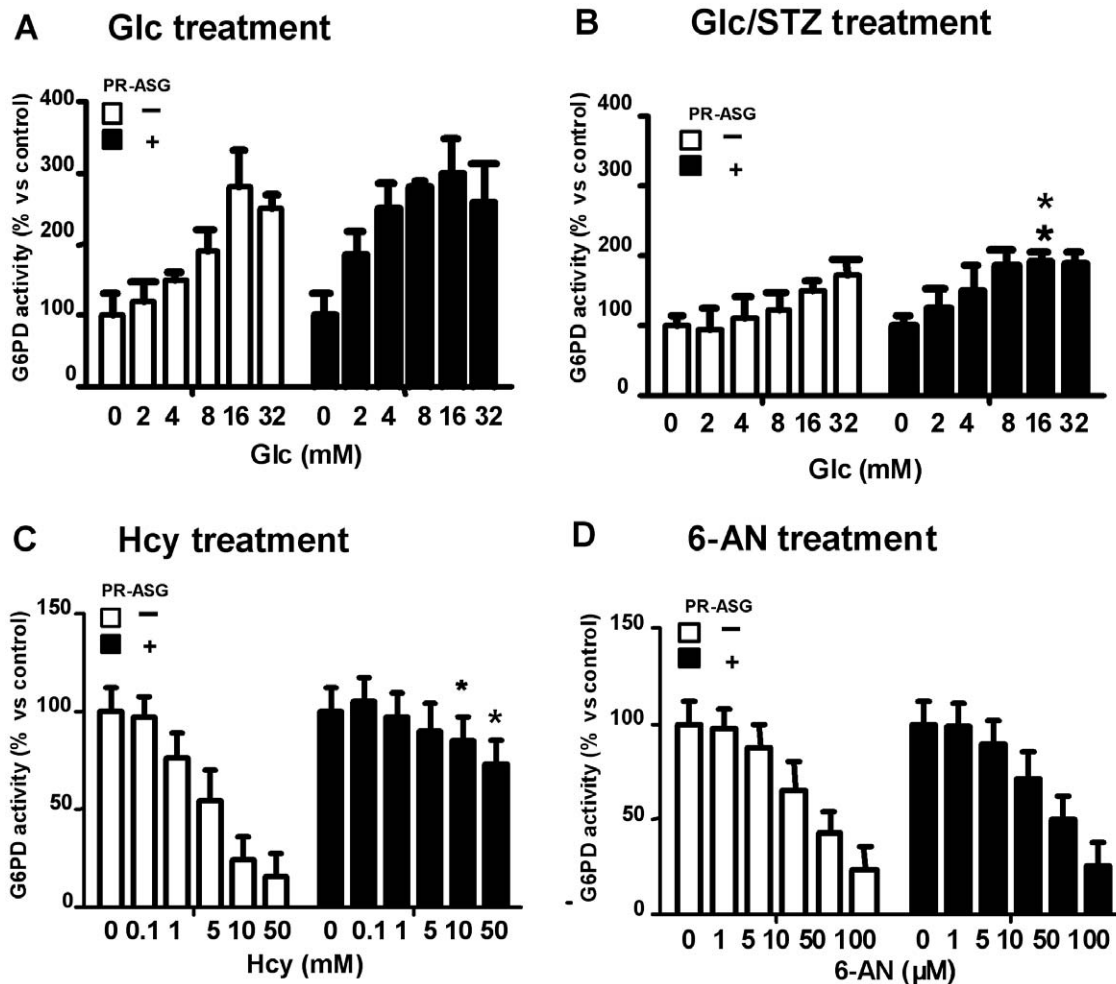 A Glc treatment
PR-ASG
−
+
G6PD activity (% vs control)
400
300
200
100
0
0 2 4 8 16 32 0 2 4 8 16 32
Glc (mM)
B Glc/STZ treatment
PR-ASG
−
+
G6PD activity (% vs control)
400
300
200
100
0
*
*
0 2 4 8 16 32 0 2 4 8 16 32
Glc (mM)
C Hcy treatment
PR-ASG
−
+
G6PD activity (% vs control)
150
100
50
0
* *
0 0.1 1 5 10 50 0 0.1 1 5 10 50
Hcy (mM)
D 6-AN treatment
PR-ASG
−
+
G6PD activity (% vs control)
150
100
50
0
0 1 5 10 50 100 0 1 5 10 50 100
6-AN (µM)